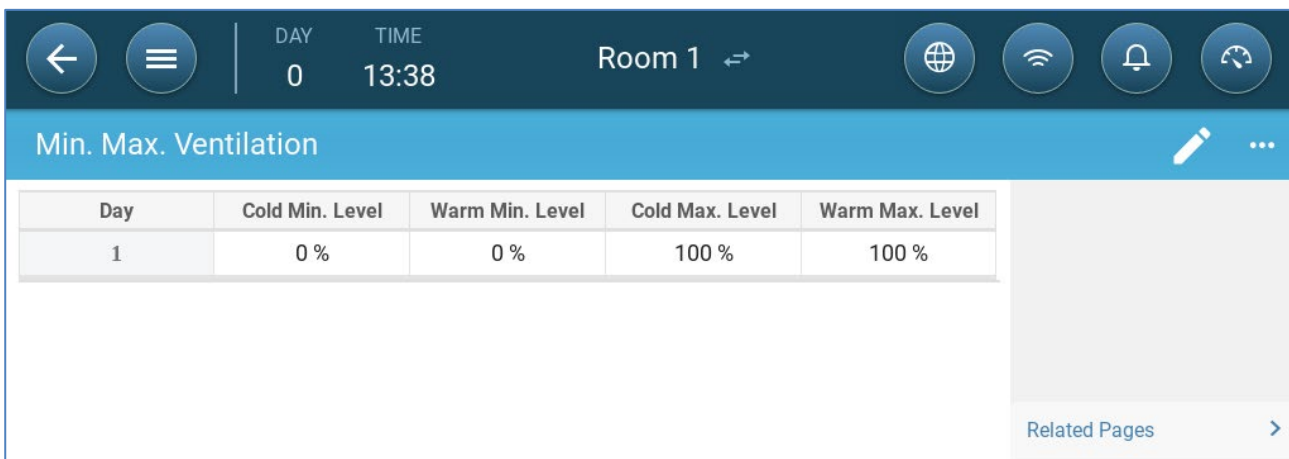 DAY TIME
0 13:38 Room 1
Min. Max. Ventilation
Day Cold Min. Level Warm Min. Level Cold Max. Level Warm Max. Level
1 0 % 0 % 100 % 100 %
Related Pages